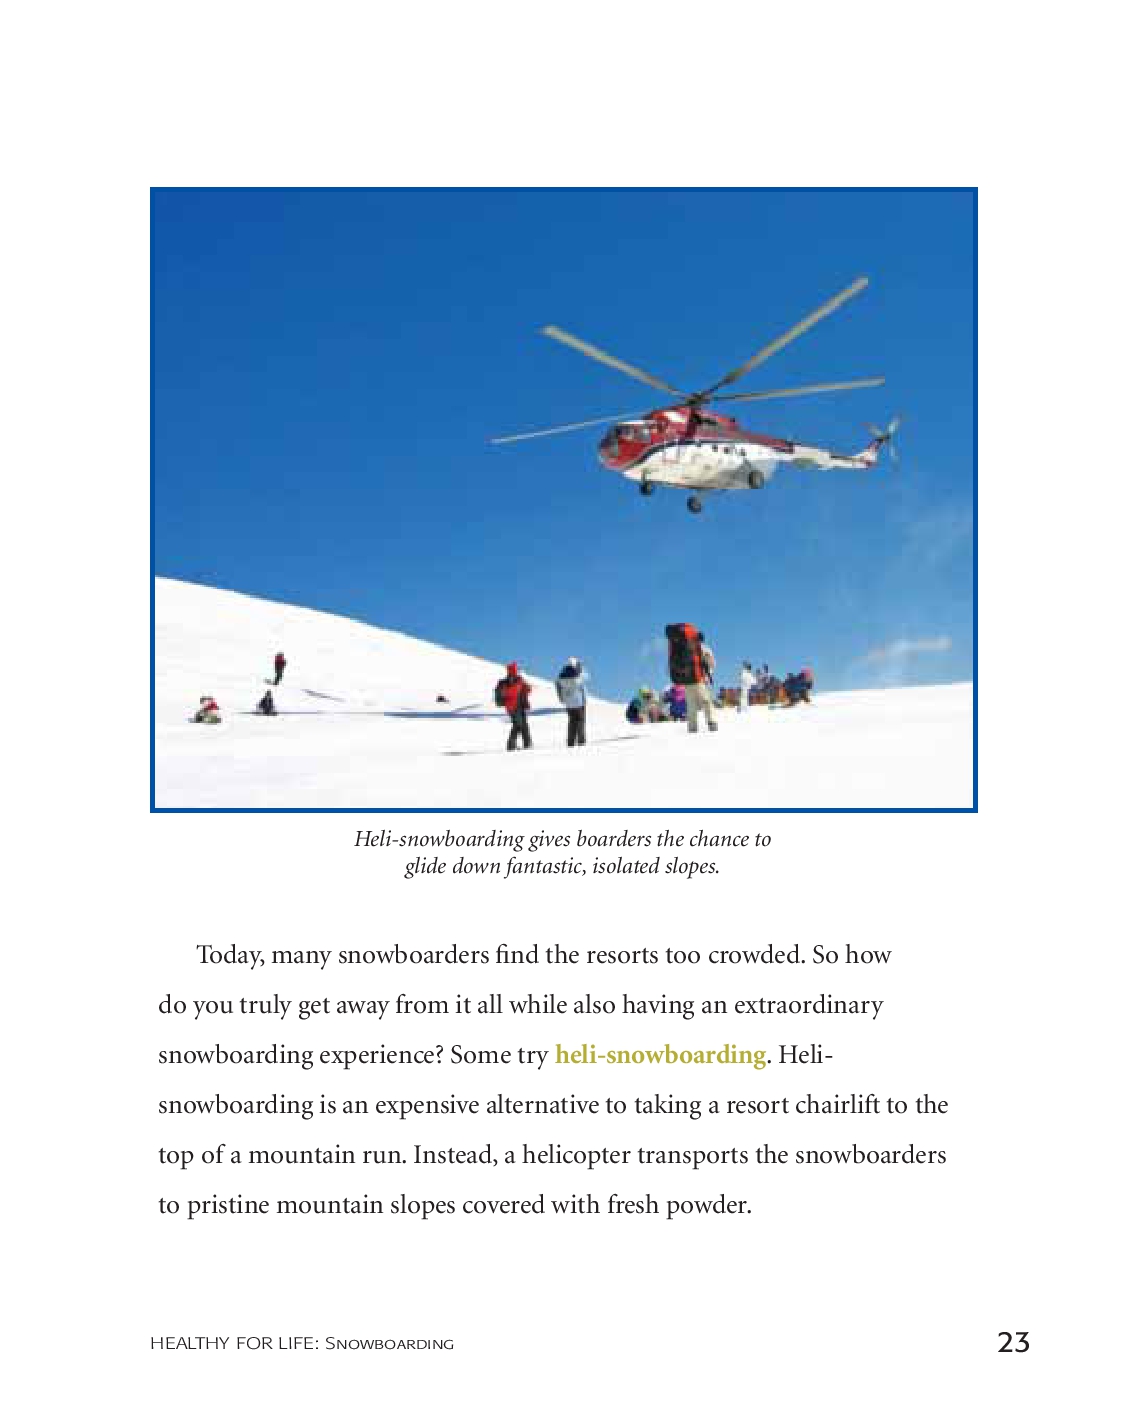 Heli-snowboarding gives boarders the chance to
glide down fantastic, isolated slopes.
Today, many snowboarders find the resorts too crowded. So how
do you truly get away from it all while also having an extraordinary
snowboarding experience? Some try heli-snowboarding. Heli-
snowboarding is an expensive alternative to taking a resort chairlift to the
top of a mountain run. Instead, a helicopter transports the snowboarders
to pristine mountain slopes covered with fresh powder.
HEALTHY FOR LIFE: SNOWBOARDING
23